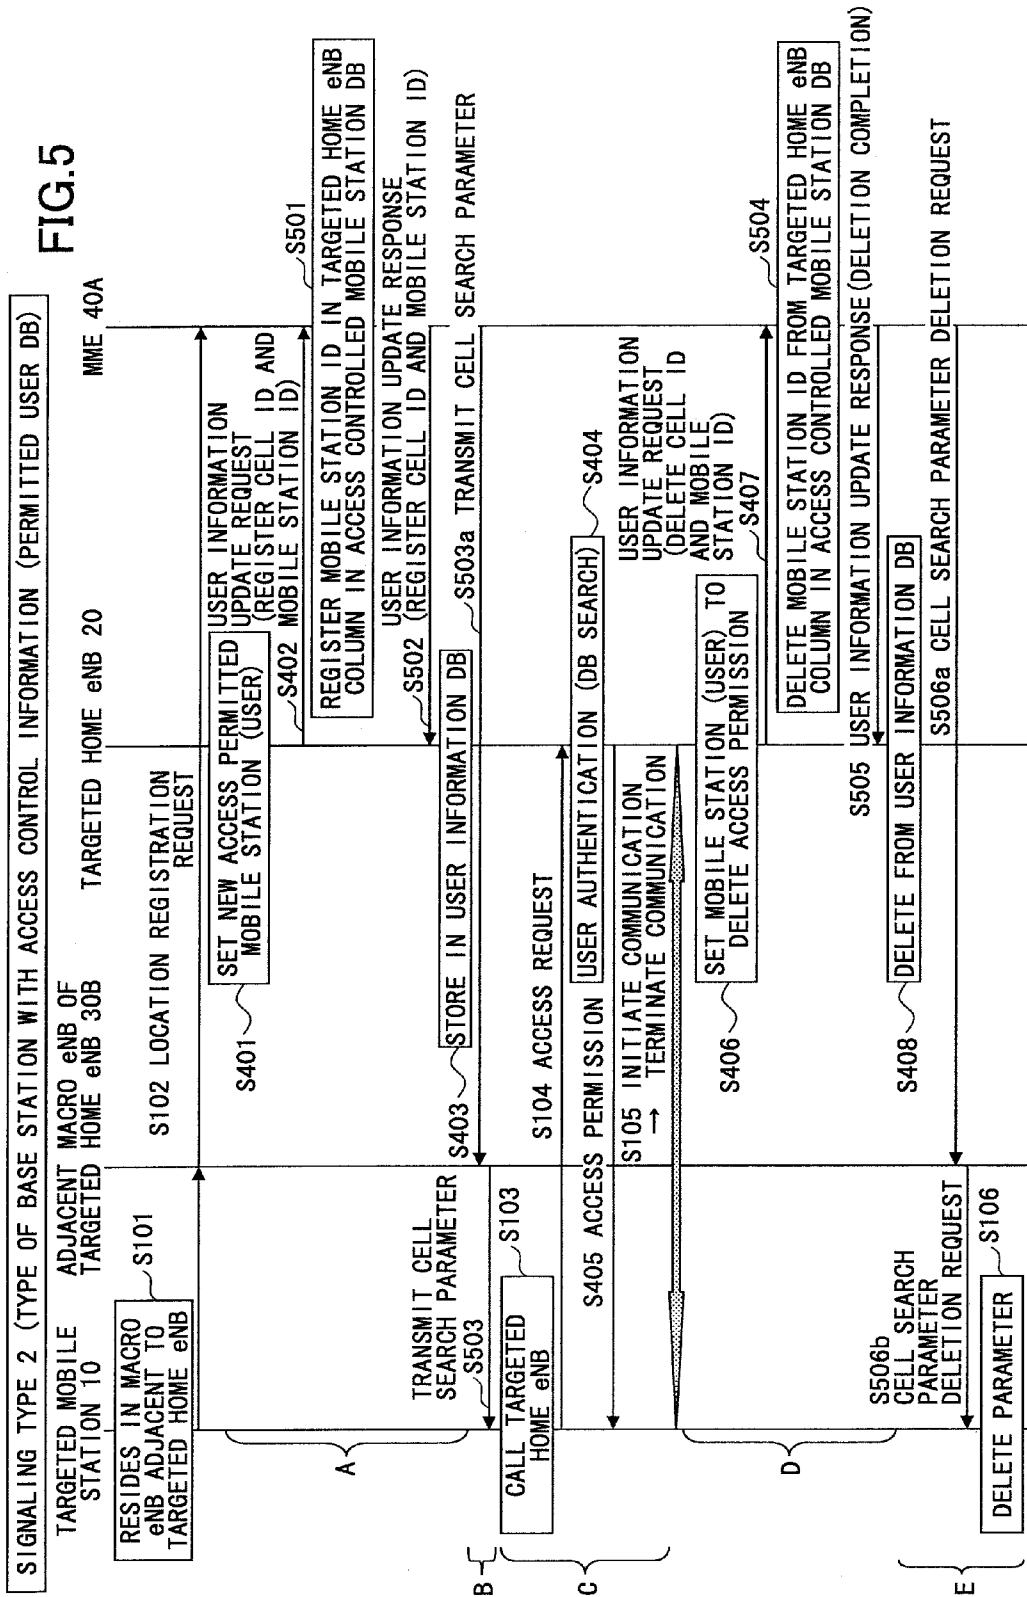 FIG.5
SIGNALING TYPE 2 (TYPE OF BASE STATION WITH ACCESS CONTROL INFORMATION (PERMITTED USER DB)
TARGETED MOBILE
STATION 10
ADJACENT MACRO eNB OF
TARGETED HOME eNB 30B
TARGETED HOME eNB 20
MME 40A
RESIDES IN MACRO
eNB ADJACENT TO
TARGETED HOME eNB
S101
S102 LOCATION REGISTRATION
REQUEST
A
SET NEW ACCESS PERMITTED
MOBILE STATION (USER)
S401
USER INFORMATION
UPDATE REQUEST
(REGISTER CELL ID AND
MOBILE STATION ID)
S402
S501
REGISTER MOBILE STATION ID IN TARGETED HOME eNB
COLUMN IN ACCESS CONTROLLED MOBILE STATION DB
USER INFORMATION UPDATE RESPONSE
S502 (REGISTER CELL ID AND MOBILE STATION ID)
S403
STORE IN USER INFORMATION DB
S503a TRANSMIT CELL SEARCH PARAMETER
TRANSMIT CELL
SEARCH PARAMETER
S503
B
CALL TARGETED
HOME eNB
S103
S104 ACCESS REQUEST
USER AUTHENTICATION (DB SEARCH)
S404
S405 ACCESS PERMISSION
S105 INITIATE COMMUNICATION
→ TERMINATE COMMUNICATION
C
SET MOBILE STATION (USER) TO
DELETE ACCESS PERMISSION
S406
USER INFORMATION
UPDATE REQUEST
(DELETE CELL ID
AND MOBILE
STATION ID)
S407
D
S504
DELETE MOBILE STATION ID FROM TARGETED HOME eNB
COLUMN IN ACCESS CONTROLLED MOBILE STATION DB
S505 USER INFORMATION UPDATE RESPONSE(DELETION COMPLETION)
S408
DELETE FROM USER INFORMATION DB
S506a CELL SEARCH PARAMETER DELETION REQUEST
S506b
CELL SEARCH
PARAMETER
DELETION REQUEST
E
DELETE PARAMETER
S106